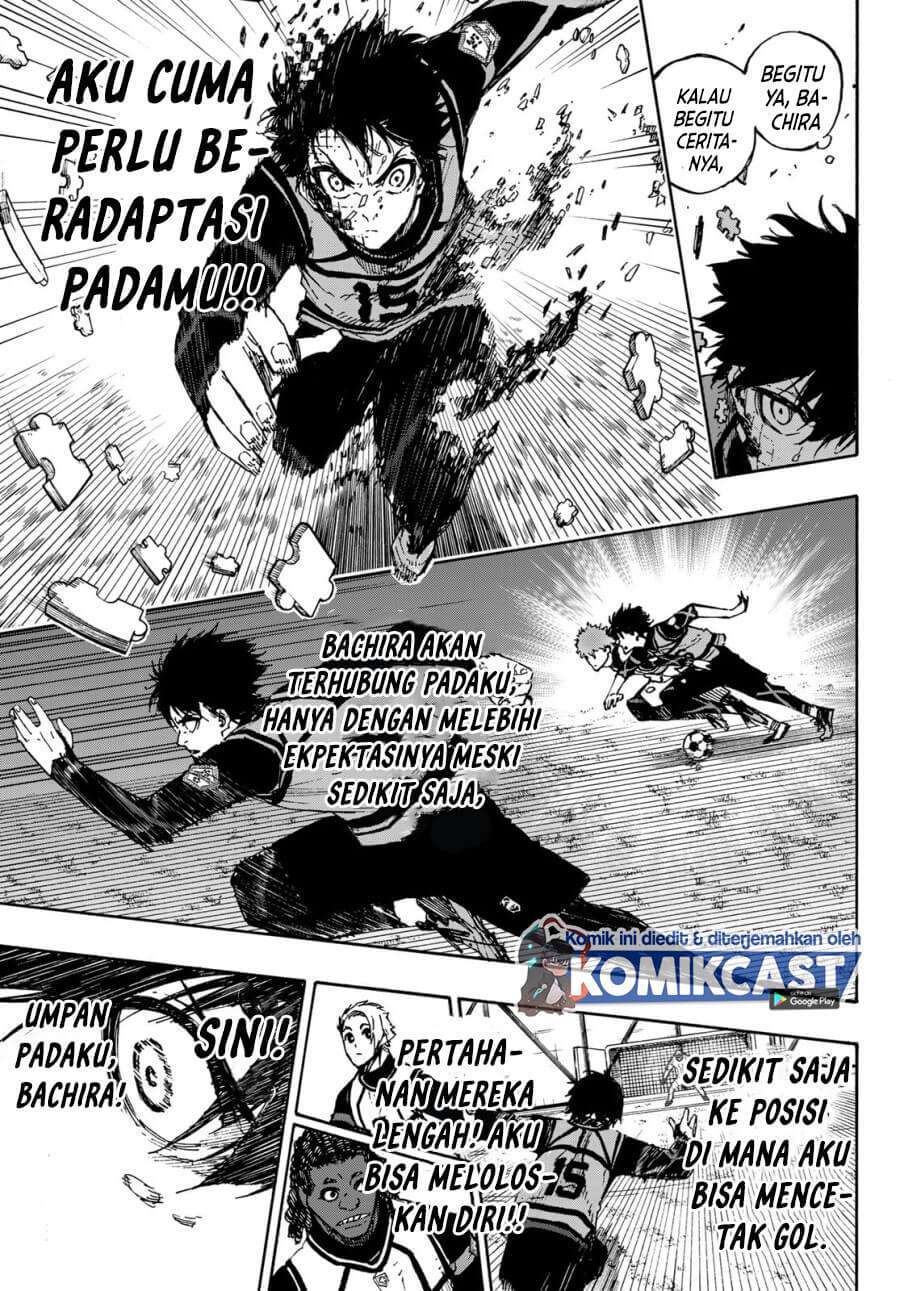 BEGITU
YA, BA-
CHIRA
KALAU
BEGITU
CERITA-
NYA,
AKU CUMA
PERLU BE-
RADAPTASI
PADAMU!!
15
BACHIRA AKAN
TERHUBUNG PADAKU,
HANYA DENGAN MELEBIHI
EKPEKTASINYA MESKI
SEDIKIT SAJA,
Komik ini diedit & diterjemahkan oleh
KOMIKCAST
Google Play
SEDIKIT SAJA
KE POSISI
DI MANA AKU
BISA MENCE-
TAK GOL.
15
PERTAHA-
NAN MEREKA
LENGAH! AKU
BISA MELOLOS-
KAN DIRI!!
SINI!
UMPAN
PADAKU,
BACHIRA!